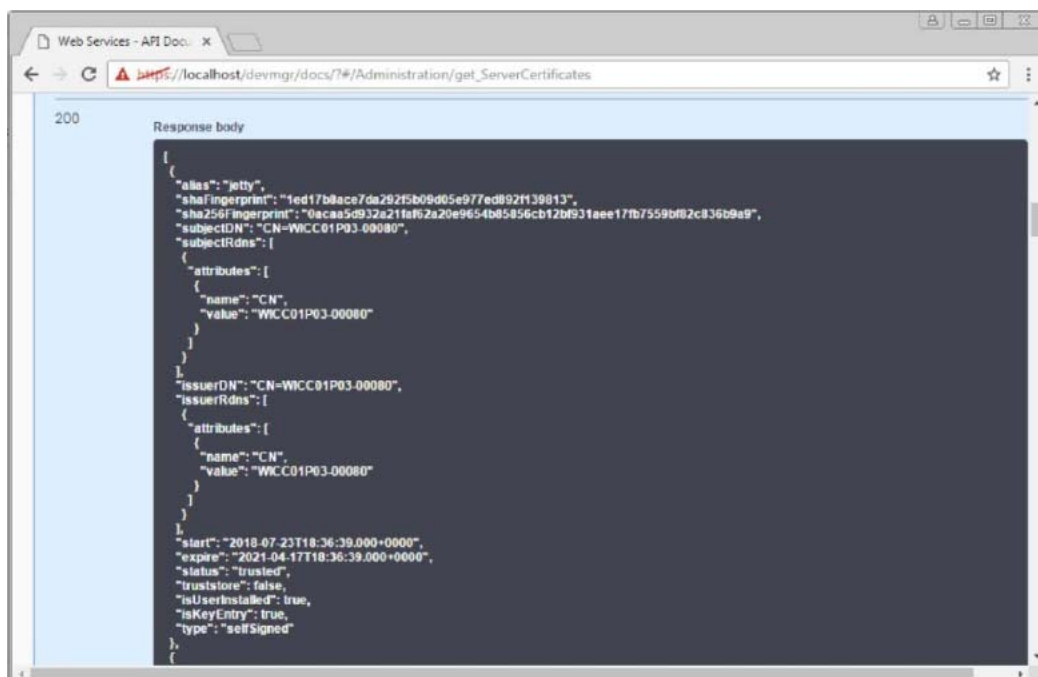 Web Services - API Doc
https://localhost/devmgr/docs/?#/Administration/get_ServerCertificates
200
Response body
[
{
"alias": "jetty",
"shaFingerprint": "1ed17b8ace7da292f5b09d05e977ed892f139813",
"sha256Fingerprint": "0acaa5d932a21faf62a20e9654b85856cb12bf931aee17fb7559bf82c836b9a9",
"subjectDN": "CN=WICC01P03-00080",
"subjectRdns": [
{
"attributes": [
{
"name": "CN",
"value": "WICC01P03-00080"
}
]
}
],
"issuerDN": "CN=WICC01P03-00080",
"issuerRdns": [
{
"attributes": [
{
"name": "CN",
"value": "WICC01P03-00080"
}
]
}
],
"start": "2018-07-23T18:36:39.000+0000",
"expire": "2021-04-17T18:36:39.000+0000",
"status": "trusted",
"truststore": false,
"isUserInstalled": true,
"isKeyEntry": true,
"type": "selfSigned"
},
{